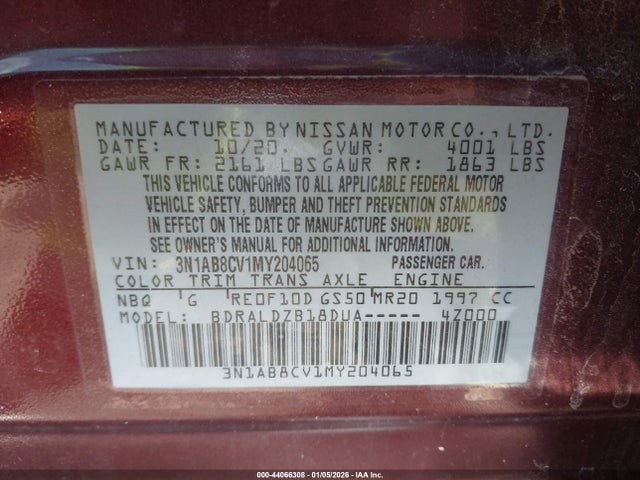 MANUFACTURED BY NISSAN MOTOR CO., LTD.
DATE: 10/20. GVWR: 4001 LBS
GAWR FR: 2161 LBS GAWR RR: 1863 LBS
THIS VEHICLE CONFORMS TO ALL APPLICABLE FEDERAL MOTOR
VEHICLE SAFETY, BUMPER AND THEFT PREVENTION STANDARDS
IN EFFECT ON THE DATE OF MANUFACTURE SHOWN ABOVE.
SEE OWNER'S MANUAL FOR ADDITIONAL INFORMATION.
VIN: 3N1AB8CV1MY204065 PASSENGER CAR.
COLOR TRIM TRANS AXLE ENGINE
NBQ G RE0F10D GS50 MR20 1997 CC
MODEL: BDRALDZB18DUA----- 4Z000
3N1AB8CV1MY204065
000-44066308 - 01/05/2026 - IAA Inc.